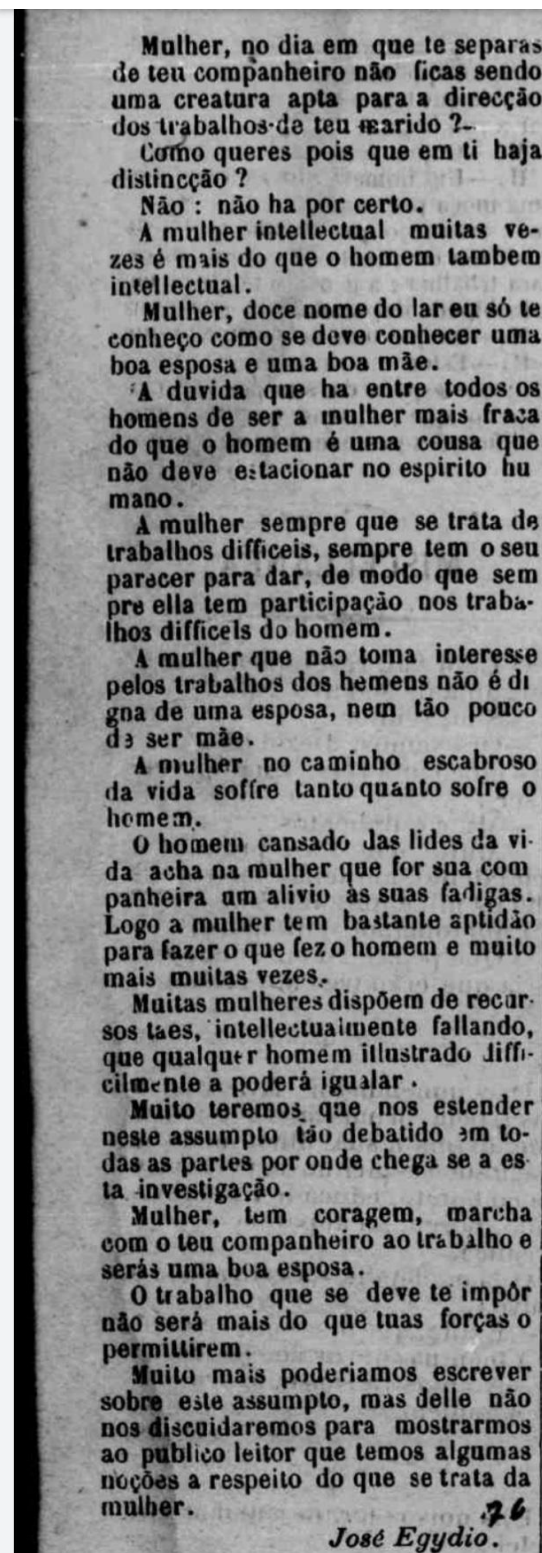 Mulher, no dia em que te separas
de teu companheiro não ficas sendo
uma creatura apta para a direcção
dos trabalhos de teu marido ?-
Como queres pois que em ti haja
distincção ?
Não : não ha por certo.
A mulher intellectual muitas ve-
zes é mais do que o homem tambem
intellectual.
Mulher, doce nome do lar eu só te
conheço como se deve conhecer uma
boa esposa e uma boa mãe.
A duvida que ha entre todos os
homens de ser a mulher mais fraca
do que o homem é uma cousa que
não deve estacionar no espirito hu
mano.
A mulher sempre que se trata de
trabalhos difficeis, sempre tem o seu
parecer para dar, de modo que sem
pre ella tem participação nos traba-
lhos difficels do homem.
A mulher que não toma interesse
pelos trabalhos dos hemens não é di
gna de uma esposa, nem tão pouco
de ser mãe.
A mulher no caminho escabroso
da vida soffre tanto quanto sofre o
homem.
O homem cansado das lides da vi-
da acha na mulher que for sua com
panheira um alivio as suas fadigas.
Logo a mulher tem bastante aptidão
para fazer o que fez o homem e muito
mais muitas vezes.
Muitas mulheres dispõem de recur-
sos taes, intellectualmente fallando,
que qualquer homem illustrado diffi-
cilmente a poderá igualar.
Muito teremos que nos estender
neste assumpto tão debatido em to-
das as partes por onde chega se a es-
ta investigação.
Mulher, tem coragem, marcha
com o teu companheiro ao trabalho e
serás uma boa esposa.
O trabalho que se deve te impôr
não será mais do que tuas forças o
permittirem.
Muito mais poderiamos escrever
sobre este assumpto, mas delle não
nos discuidaremos para mostrarmos
ao publico leitor que temos algumas
noções a respeito do que se trata da
mulher.
76
José Egydio.